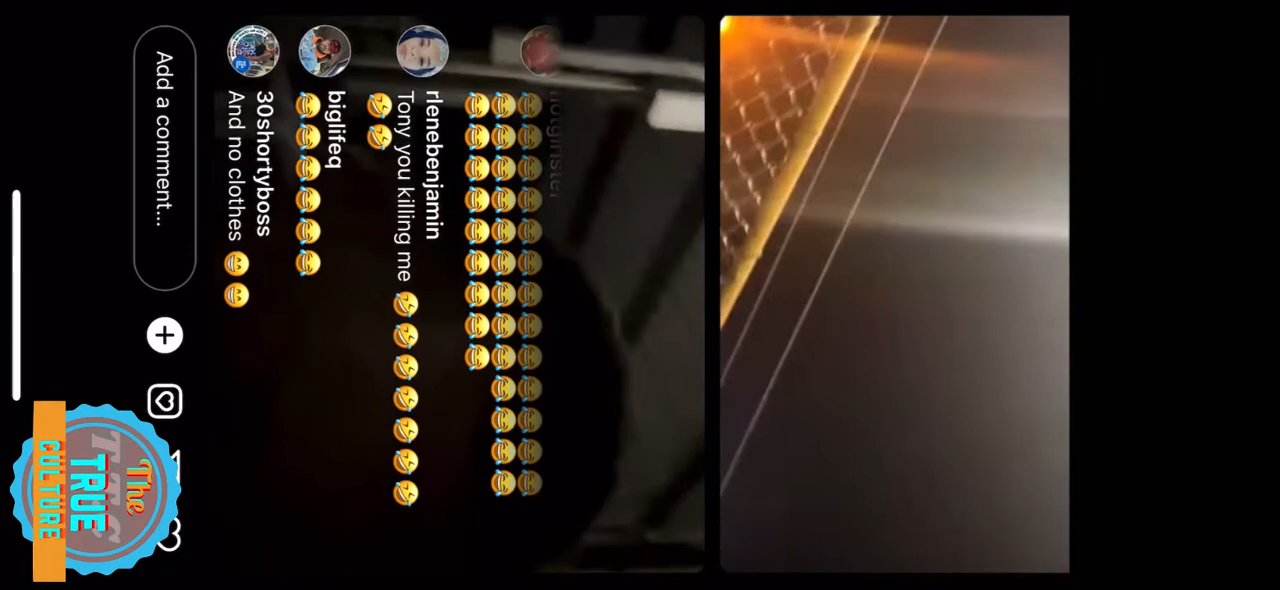 😂😂😂😂😂😂😂😂😂😂😂😂😂
😂😂😂😂😂😂😂😂😂😂😂😂😂
😂😂😂😂😂😂😂😂😂
rlenebenjamin
Tony you killing me 🤣🤣🤣🤣🤣🤣🤣
🤣🤣
biglifeq
😂😂😂😂😂😂
30shortyboss
And no clothes 😄😄
Add a comment...
The
TRUE
CULTURE